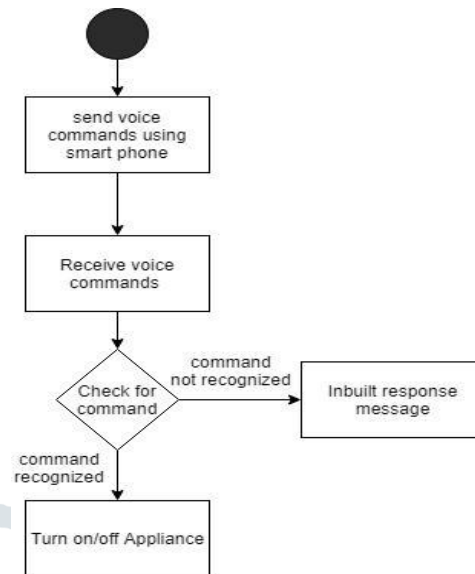 send voice
commands using
smart phone
Receive voice
commands
command
not recognized
Check for
command
Inbuilt response
message
command
recognized
Turn on/off Appliance